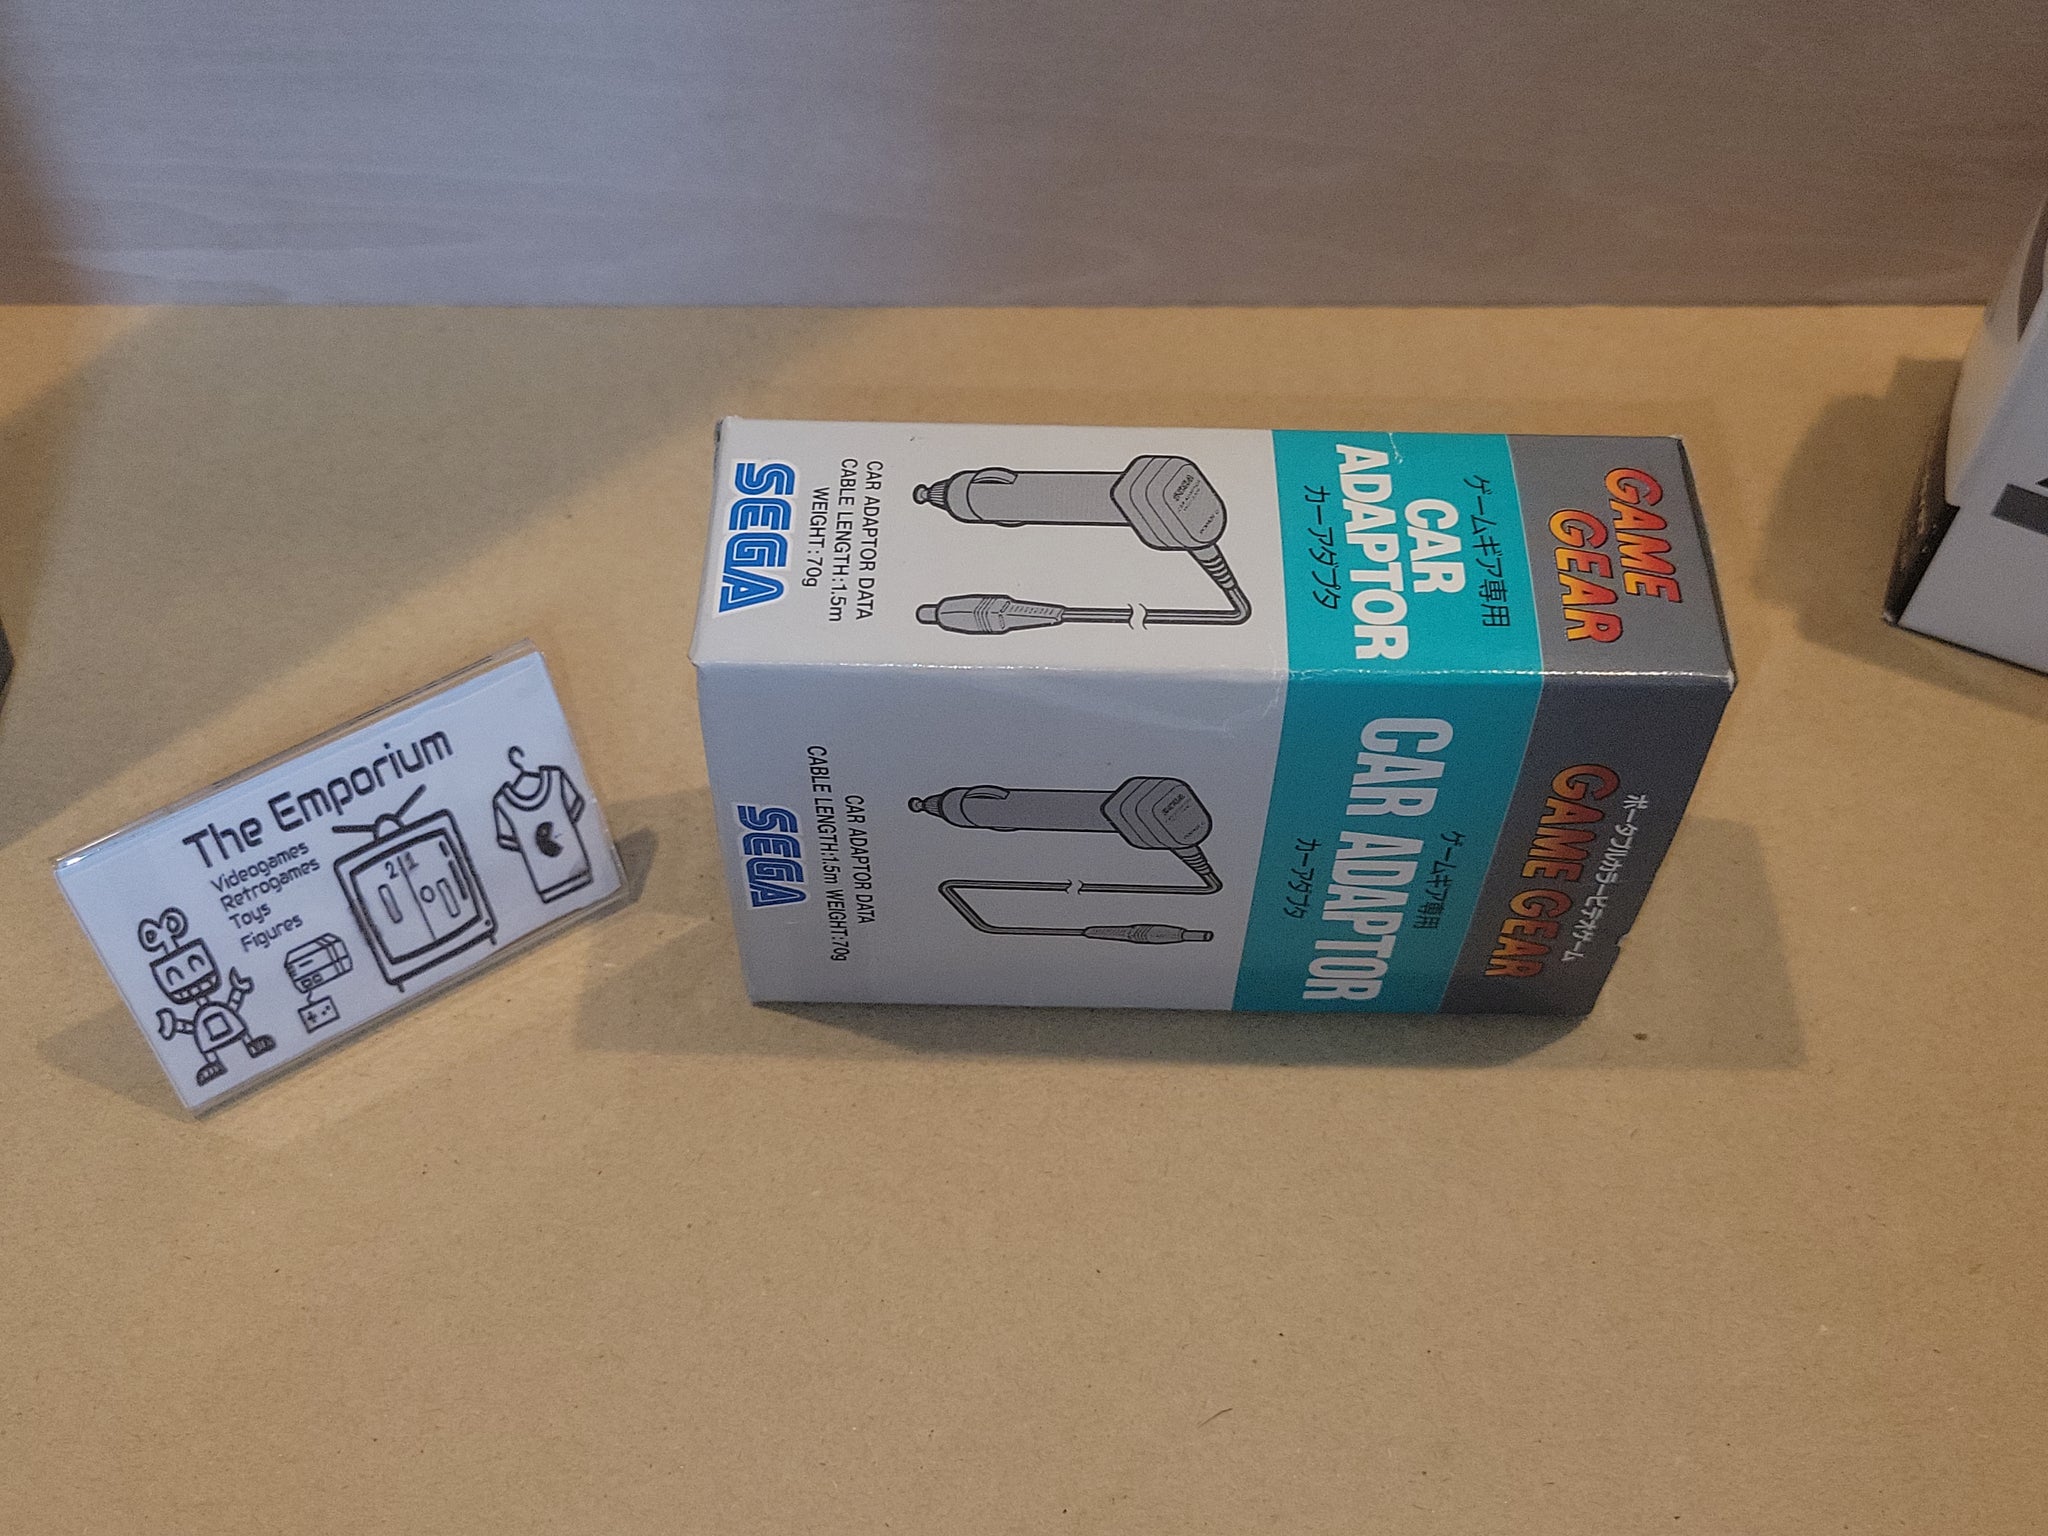 The Emporium
Videogames
Retrogames
Toys
Figures
2 1
GAME
GEAR
ゲームギア専用
CAR
ADAPTOR
カーアダプタ
CAR ADAPTOR DATA
CABLE LENGTH:1.5m
WEIGHT:70g
SEGA
ポータブルカラービデオゲーム
GAME GEAR
ゲームギア専用
CAR ADAPTOR
カーアダプタ
CAR ADAPTOR DATA
CABLE LENGTH:1.5m WEIGHT:70g
SEGA